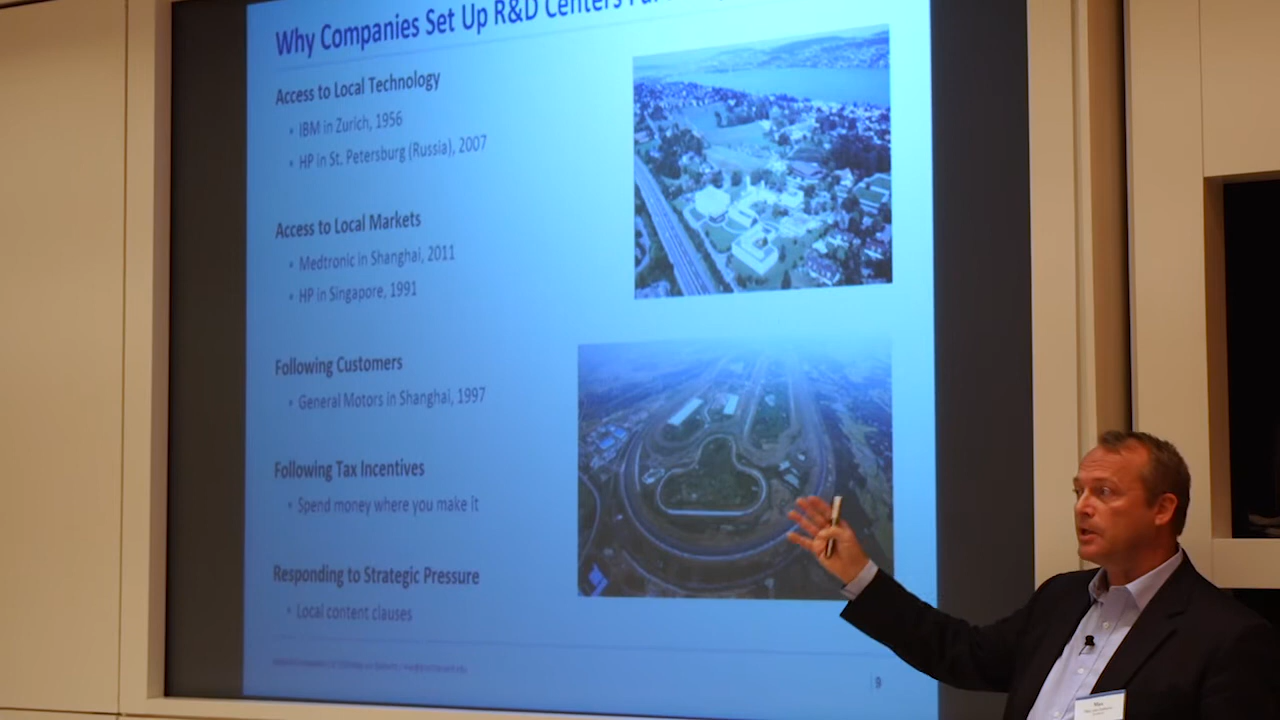 Why Companies Set Up R&D Centers
Access to Local Technology
• IBM in Zurich, 1956
• HP in St. Petersburg (Russia), 2007
Access to Local Markets
• Medtronic in Shanghai, 2011
• HP in Singapore, 1991
Following Customers
• General Motors in Shanghai, 1997
Following Tax Incentives
• Spend money where you make it
Responding to Strategic Pressure
• Local content clauses
9